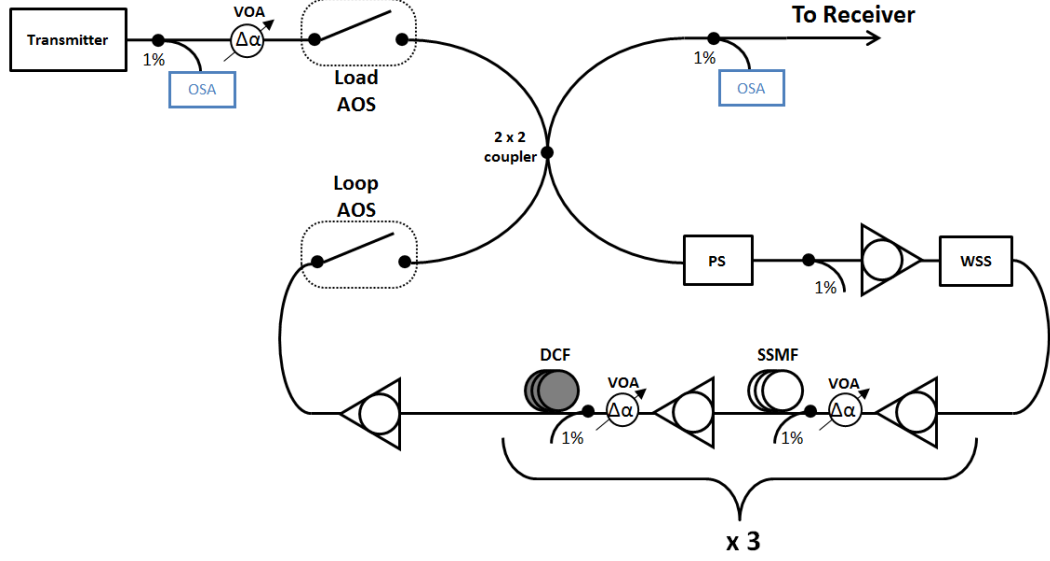 VOA
To Receiver
Transmitter
Δα
1%
1%
OSA
OSA
Load
AOS
2 x 2
coupler
Loop
AOS
PS
WSS
1%
DCF
SSMF
VOA
VOA
Δα
Δα
1%
1%
x 3